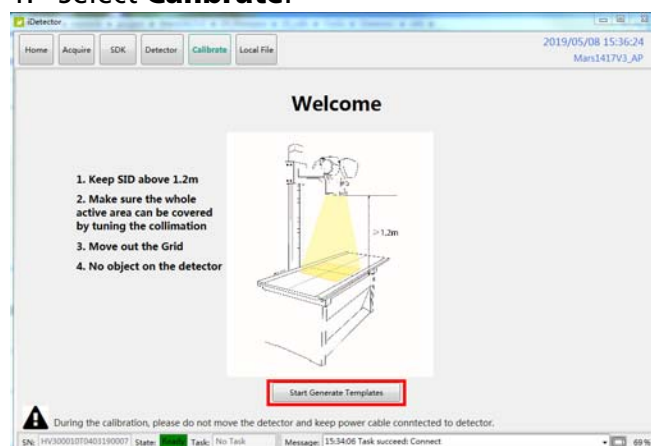 Select Calibrate.
iDetector
Home Acquire SDK Detector Calibrate Local File
2019/05/08 15:36:24
Mars1417V3_AP
Welcome
1. Keep SID above 1.2m
2. Make sure the whole
active area can be covered
by tuning the collimation
3. Move out the Grid
4. No object on the detector
>1.2m
Start Generate Templates
During the calibration, please do not move the detector and keep power cable conntected to detector.
SN: HV300010T0403190007 State: Ready Task: No Task Message: 15:34:06 Task succeed: Connect 69%